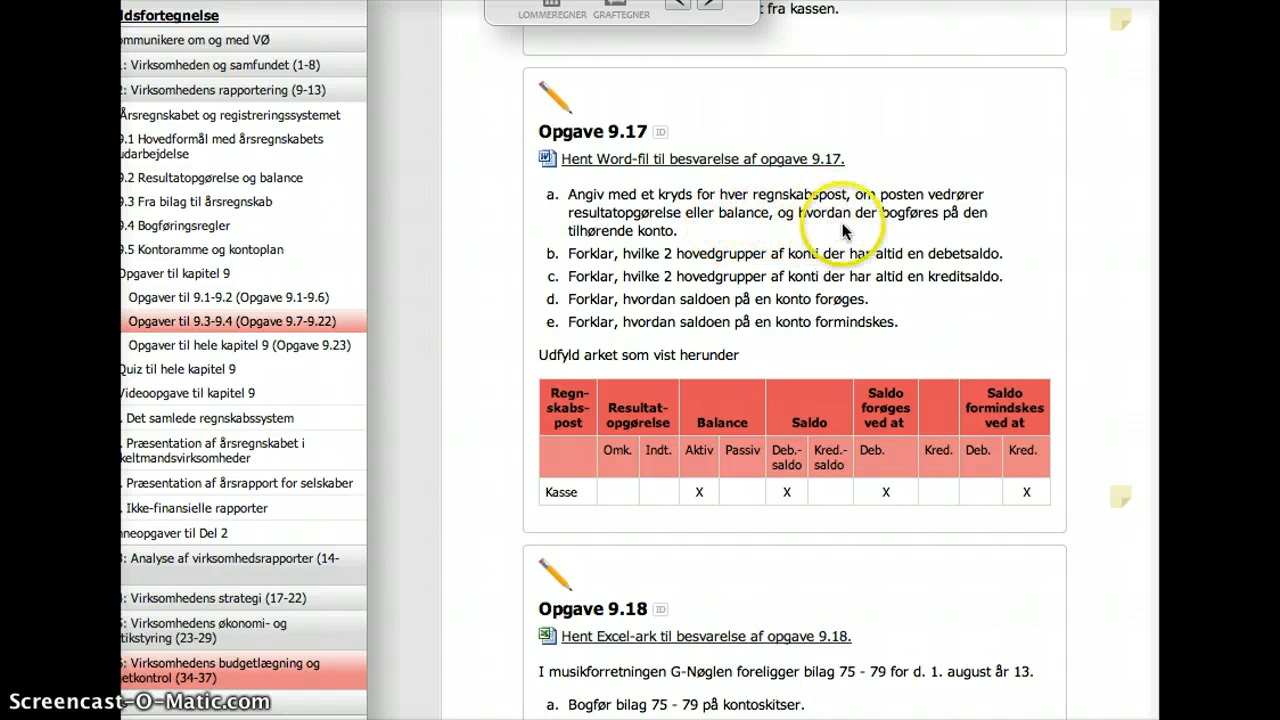 ldsfortegnelse
ommunikere om og med VØ
: Virksomheden og samfundet (1-8)
: Virksomhedens rapportering (9-13)
Årsregnskabet og registreringssystemet
9.1 Hovedformål med årsregnskabets
udarbejdelse
9.2 Resultatopgørelse og balance
9.3 Fra bilag til årsregnskab
9.4 Bogføringsregler
9.5 Kontoramme og kontoplan
Opgaver til kapitel 9
Opgaver til 9.1-9.2 (Opgave 9.1-9.6)
Opgaver til 9.3-9.4 (Opgave 9.7-9.22)
Opgaver til hele kapitel 9 (Opgave 9.23)
Quiz til hele kapitel 9
Videoopgave til kapitel 9
. Det samlede regnskabssystem
. Præsentation af årsregnskabet i
keltmandsvirksomheder
. Præsentation af årsrapport for selskaber
. Ikke-finansielle rapporter
neopgaver til Del 2
: Analyse af virksomhedsrapporter (14-
: Virksomhedens strategi (17-22)
: Virksomhedens økonomi- og
tikstyring (23-29)
: Virksomhedens budgetlægning og
etkontrol (34-37)
LOMMEREGNER GRAFTEGNER
t fra kassen.
Opgave 9.17 ID
Hent Word-fil til besvarelse af opgave 9.17.
a. Angiv med et kryds for hver regnskabspost, om posten vedrører
resultatopgørelse eller balance, og hvordan der bogføres på den
tilhørende konto.
b. Forklar, hvilke 2 hovedgrupper af konti der har altid en debetsaldo.
c. Forklar, hvilke 2 hovedgrupper af konti der har altid en kreditsaldo.
d. Forklar, hvordan saldoen på en konto forøges.
e. Forklar, hvordan saldoen på en konto formindskes.
Udfyld arket som vist herunder
Regn-skabs-post Resultat-opgørelse Balance Saldo Saldo forøges ved at Saldo formindskes ved at
Omk. Indt. Aktiv Passiv Deb.-saldo Kred.-saldo Deb. Kred. Deb. Kred.
Kasse X X X X
Opgave 9.18 ID
Hent Excel-ark til besvarelse af opgave 9.18.
I musikforretningen G-Nøglen foreligger bilag 75 - 79 for d. 1. august år 13.
a. Bogfør bilag 75 - 79 på kontoskitser.
Screencast-O-Matic.com